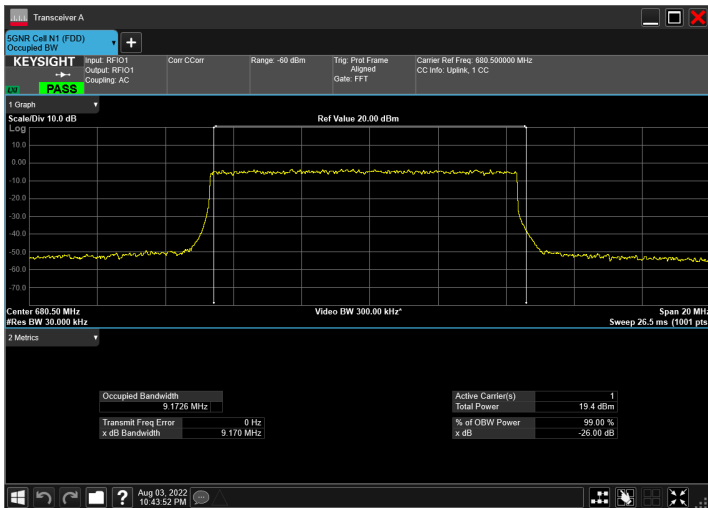 Transceiver A
5GNR Cell N1 (FDD)
Occupied BW
+
KEYSIGHT
PASS
Input: RFIO1
Output: RFIO1
Coupling: AC
Corr CCorr
Range: -60 dBm
Trig: Prot Frame
Aligned
Gate: FFT
Carrier Ref Freq: 680.500000 MHz
CC Info: Uplink, 1 CC
1 Graph
Scale/Div 10.0 dB
Ref Value 20.00 dBm
Log
10.0
0.00
-10.0
-20.0
-30.0
-40.0
-50.0
-60.0
-70.0
Center 680.50 MHz
Video BW 300.00 kHz*
Span 20 MHz
#Res BW 30.000 kHz
Sweep 26.5 ms (1001 pts
2 Metrics
Occupied Bandwidth
9.1726 MHz
Transmit Freq Error 0 Hz
x dB Bandwidth 9.170 MHz
Active Carrier(s) 1
Total Power 19.4 dBm
% of OBW Power 99.00 %
x dB -26.00 dB
?
Aug 03, 2022
10:43:52 PM